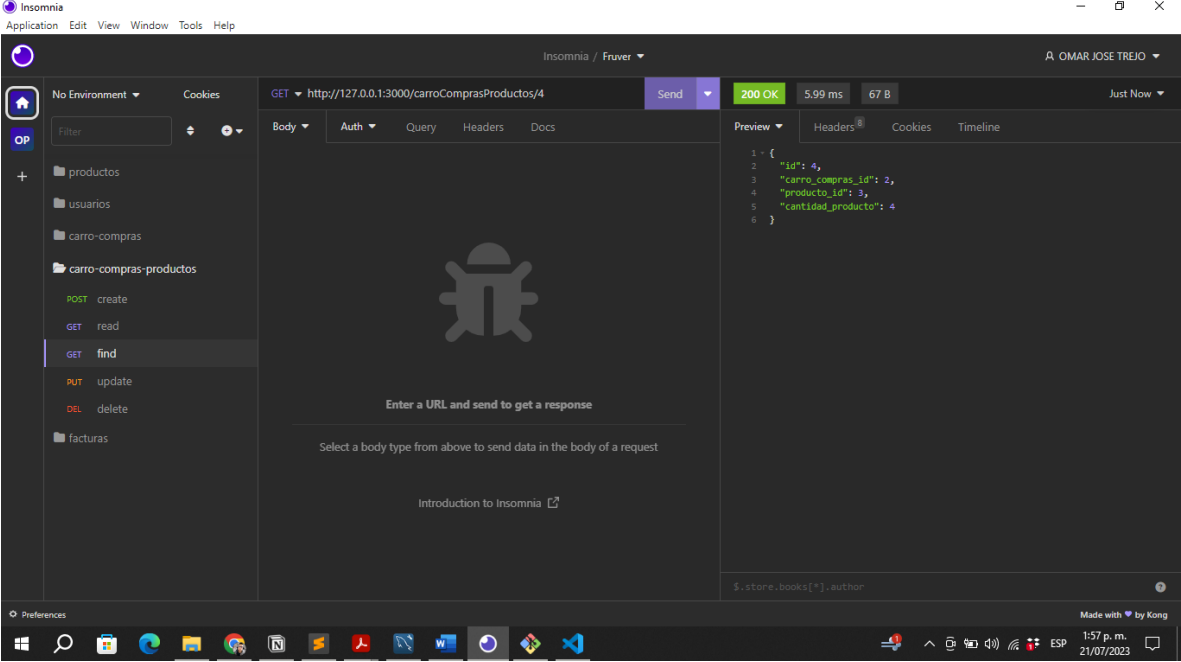 Insomnia
Application Edit View Window Tools Help
Insomnia / Fruver
OMAR JOSE TREJO
No Environment Cookies
GET http://127.0.0.1:3000/carroComprasProductos/4 Send
200 OK 5.99 ms 67 B Just Now
Filter
OP
Body Auth Query Headers Docs
Preview Headers 8 Cookies Timeline
productos
usuarios
carro-compras
carro-compras-productos
POST create
GET read
GET find
PUT update
DEL delete
facturas
Enter a URL and send to get a response
Select a body type from above to send data in the body of a request
Introduction to Insomnia
1 {
2 "id": 4,
3 "carro_compras_id": 2,
4 "producto_id": 3,
5 "cantidad_producto": 4
6 }
$.store.books[*].author
Preferences
Made with by Kong
ESP
1:57 p. m.
21/07/2023